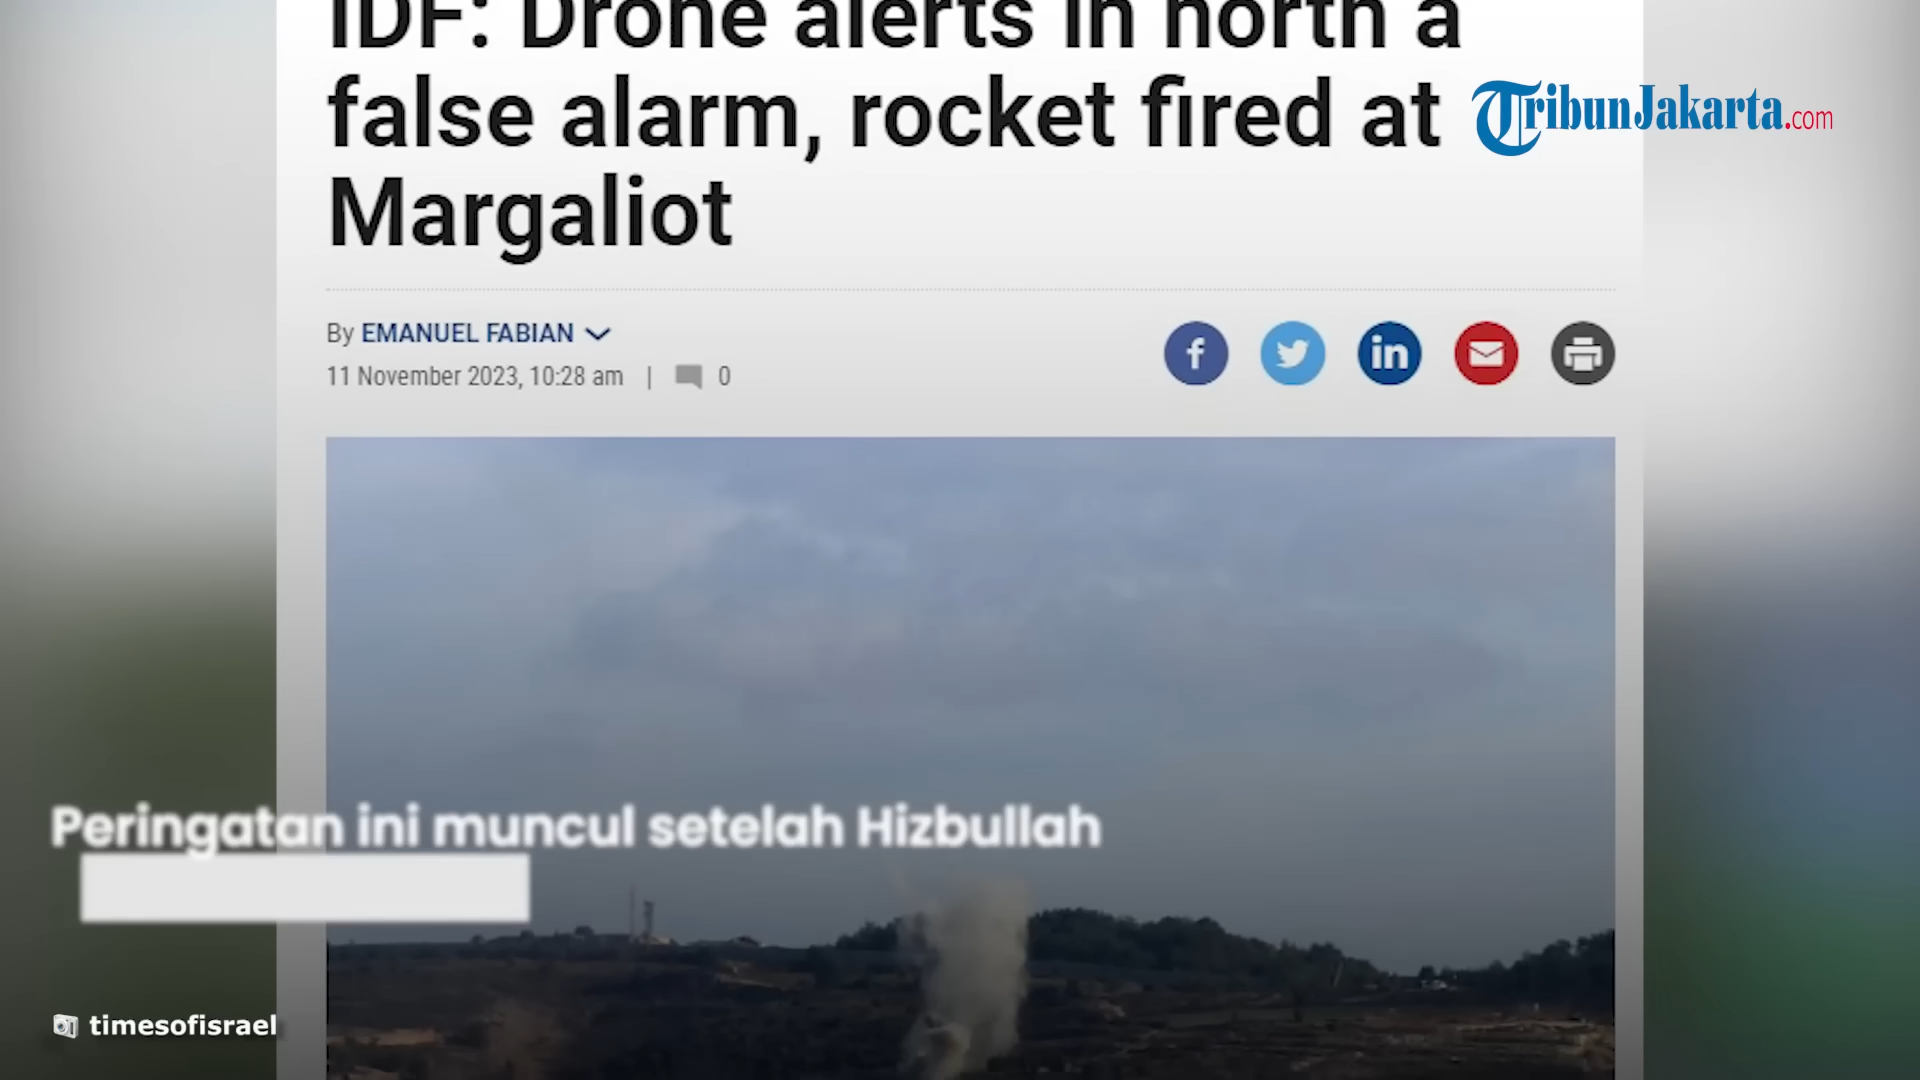 IDF: Drone alerts in north a
false alarm, rocket fired at
Margaliot
TribunJakarta.com
By EMANUEL FABIAN
11 November 2023, 10:28 am | 0
Peringatan ini muncul setelah Hizbullah
timesofisrael